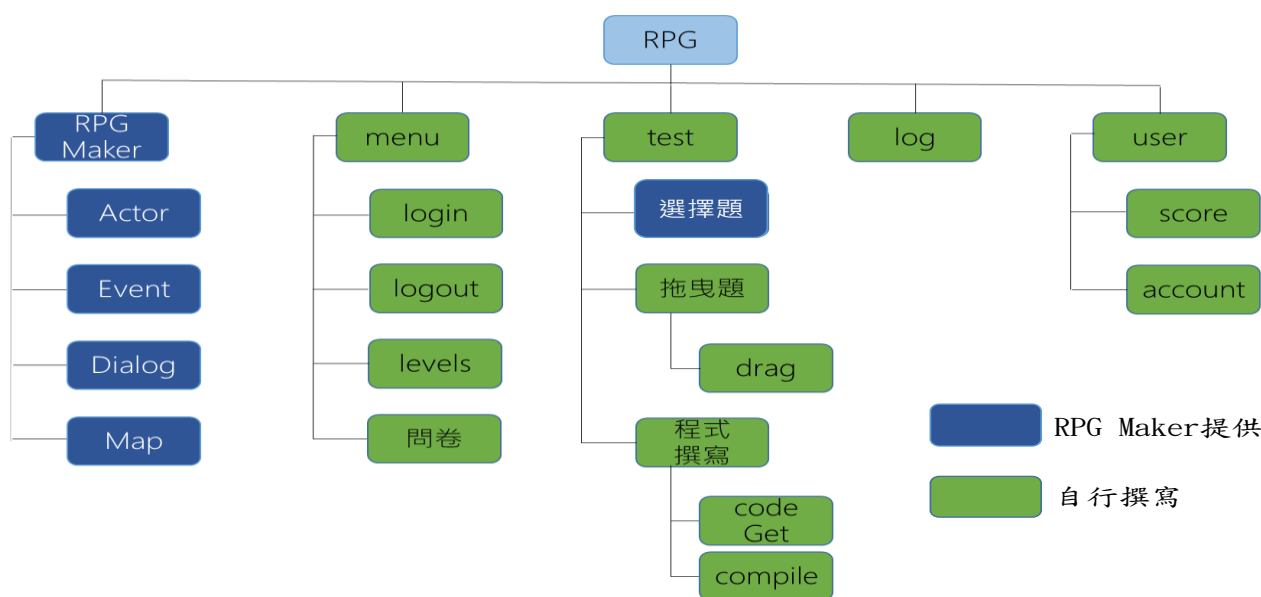 RPG
RPG
Maker
menu
test
log
user
Actor
login
選擇題
score
Event
logout
拖曳題
account
Dialog
levels
drag
Map
問卷
程式
撰寫
RPG Maker提供
code
Get
自行撰寫
compile